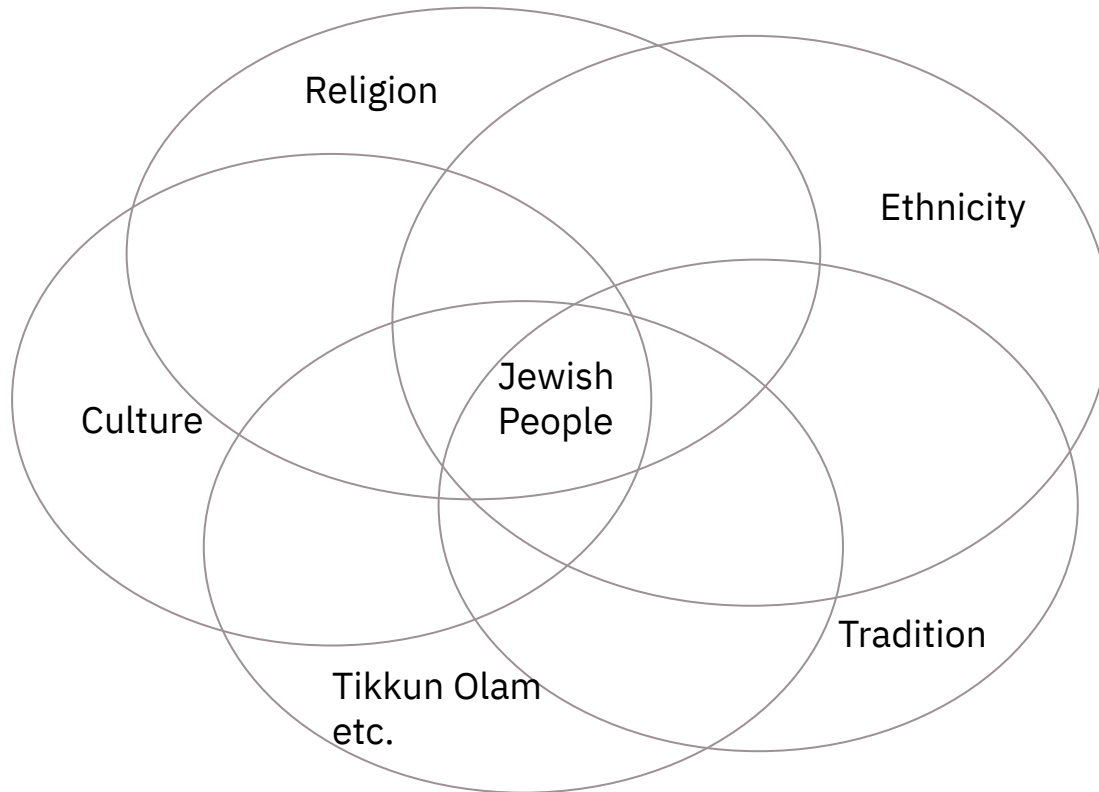 Religion
Ethnicity
Jewish
People
Culture
Tradition
Tikkun Olam
etc.